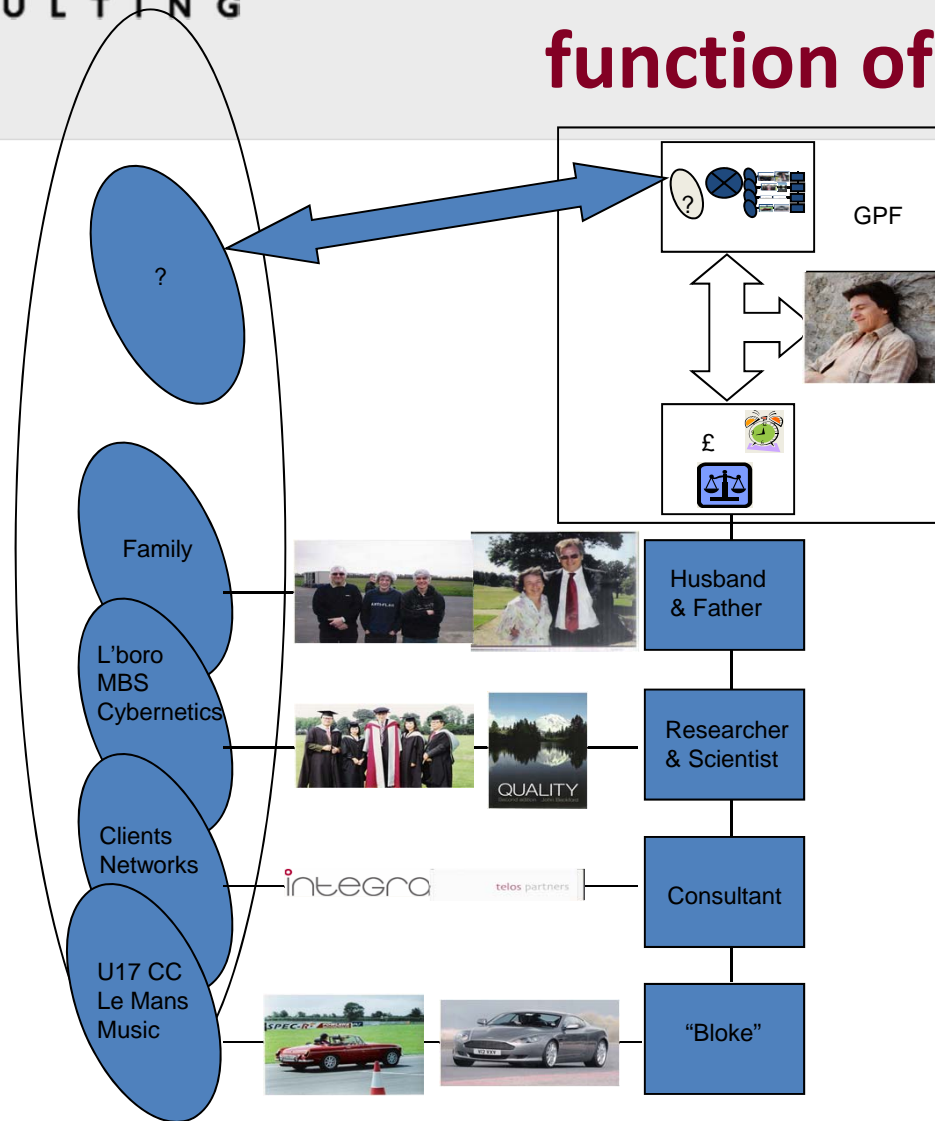 ULTING
function of
?
GPF
?
£
Family
Husband
& Father
L'boro
MBS
Cybernetics
QUALITY
Researcher
& Scientist
Clients
Networks
integra
telos partners
Consultant
U17 CC
Le Mans
Music
SPEC-R
“Bloke”